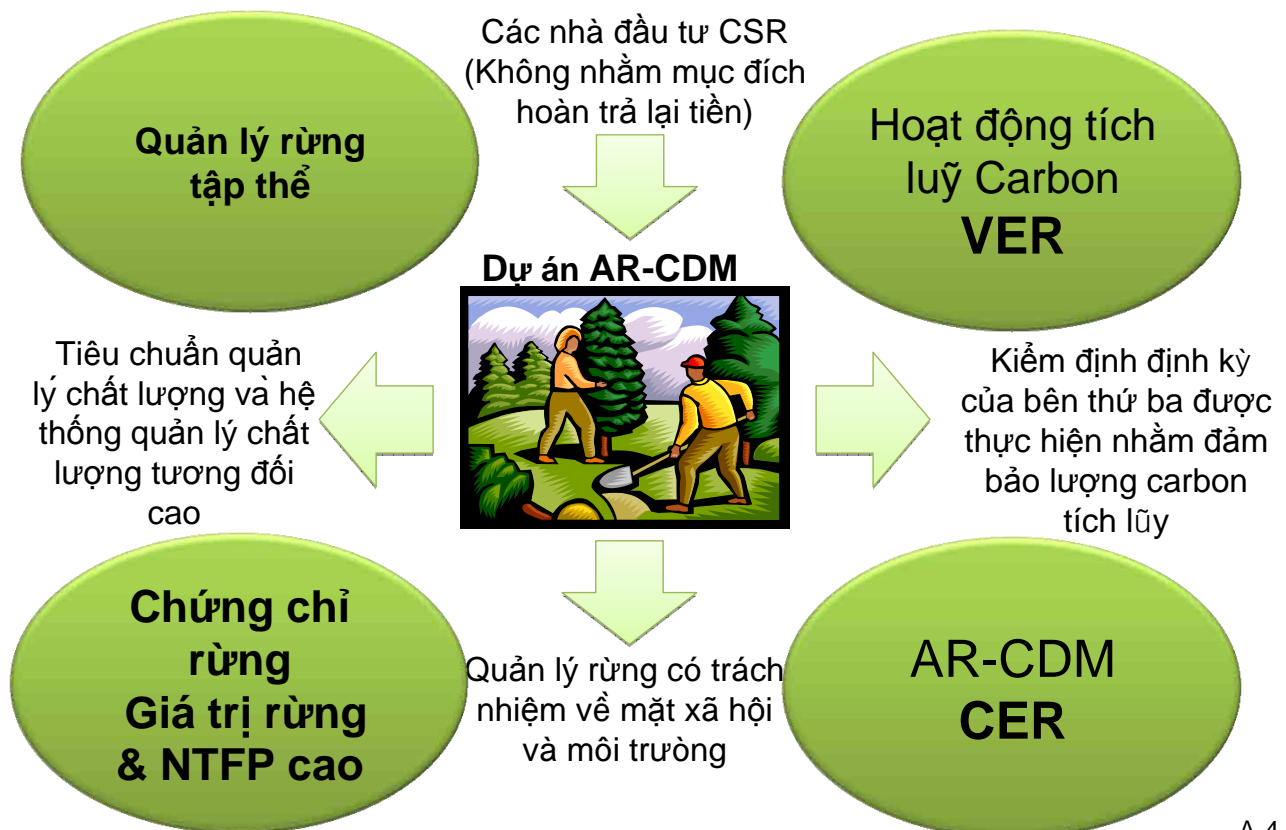 Các nhà đầu tư CSR
(Không nhằm mục đích
hoàn trả lại tiền)
Quản lý rừng
tập thể
Hoạt động tích
luỹ Carbon
VER
Dự án AR-CDM
Tiêu chuẩn quản
lý chất lượng và hệ
thống quản lý chất
lượng tương đối
cao
Kiểm định định kỳ
của bên thứ ba được
thực hiện nhằm đảm
bảo lượng carbon
tích lũy
Chứng chỉ
rừng
Giá trị rừng
& NTFP cao
Quản lý rừng có trách
nhiệm về mặt xã hội
và môi trưòng
AR-CDM
CER